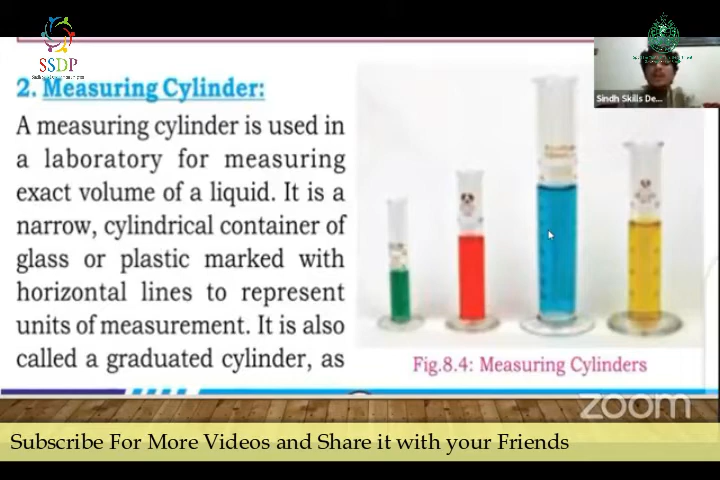 SSDP
Sindh Skills De...
2. Measuring Cylinder:
A measuring cylinder is used in
a laboratory for measuring
exact volume of a liquid. It is a
narrow, cylindrical container of
glass or plastic marked with
horizontal lines to represent
units of measurement. It is also
called a graduated cylinder, as
Fig.8.4: Measuring Cylinders
zoom
Subscribe For More Videos and Share it with your Friends